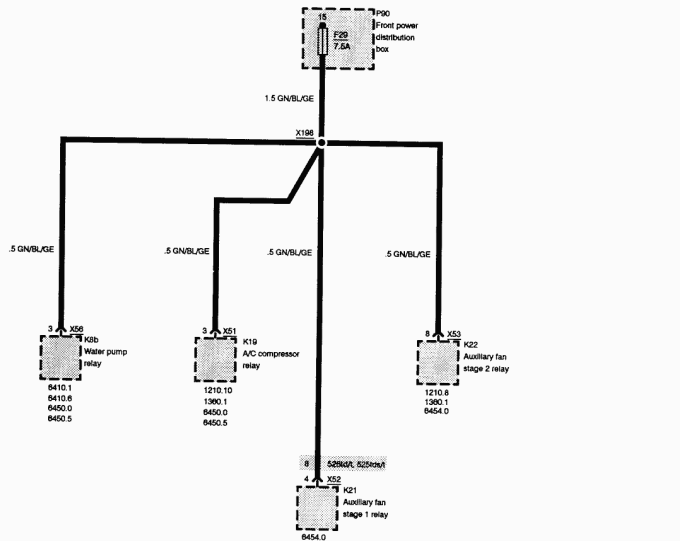 15
P90
Front power
distribution
box
F29
7.5A
1.5 GN/BL/GE
X198
.5 GN/BL/GE
.5 GN/BL/GE
.5 GN/BL/GE
.5 GN/BL/GE
3 X56
K6b
Water pump
relay
6410.1
6410.6
6450.0
6450.5
3 X51
K19
A/C compressor
relay
1210.10
1360.1
6450.0
6450.5
8 X53
K22
Auxiliary fan
stage 2 relay
1210.8
1360.1
6454.0
8 525td/t, 525tds/t
4 X52
K21
Auxiliary fan
stage 1 relay
6454.0